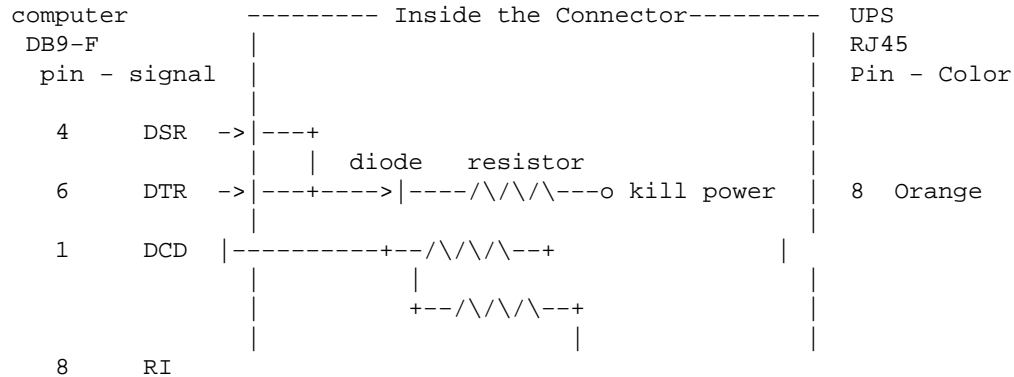 computer --------- Inside the Connector--------- UPS
DB9-F | | RJ45
pin - signal | | Pin - Color
| |
4 DSR ->|---+ |
| | diode resistor |
6 DTR ->|---+---->|----/\/\/\---o kill power | 8 Orange
| |
1 DCD |----------+--/\/\/\--+ |
| | |
| +--/\/\/\--+ |
| | |
8 RI